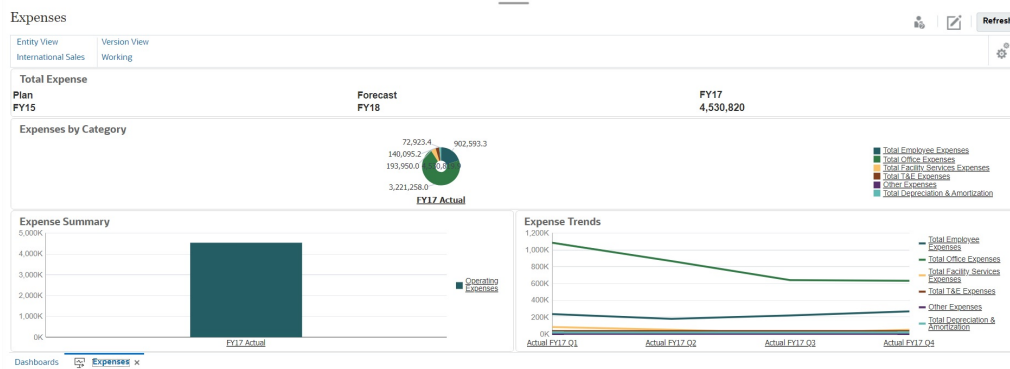 Expenses
Refresh
Entity View Version View
International Sales Working
Total Expense
Plan Forecast FY17
FY15 FY18 4,530,820
Expenses by Category
72,923.4 902,593.3
140,095.2
193,950.0
3,221,258.0
FY17 Actual
Total Employee Expenses
Total Office Expenses
Total Facility Services Expenses
Total T&E Expenses
Other Expenses
Total Depreciation & Amortization
Expense Summary
5,000K
4,000K
3,000K
2,000K
1,000K
0K
FY17 Actual
Operating
Expenses
Expense Trends
1,200K
1,000K
800K
600K
400K
200K
0K
Actual FY17 Q1 Actual FY17 Q2 Actual FY17 Q3 Actual FY17 Q4
Total Employee
Expenses
Total Office Expenses
Total Facility Services
Expenses
Total T&E Expenses
Other Expenses
Total Depreciation &
Amortization
Dashboards Expenses ×